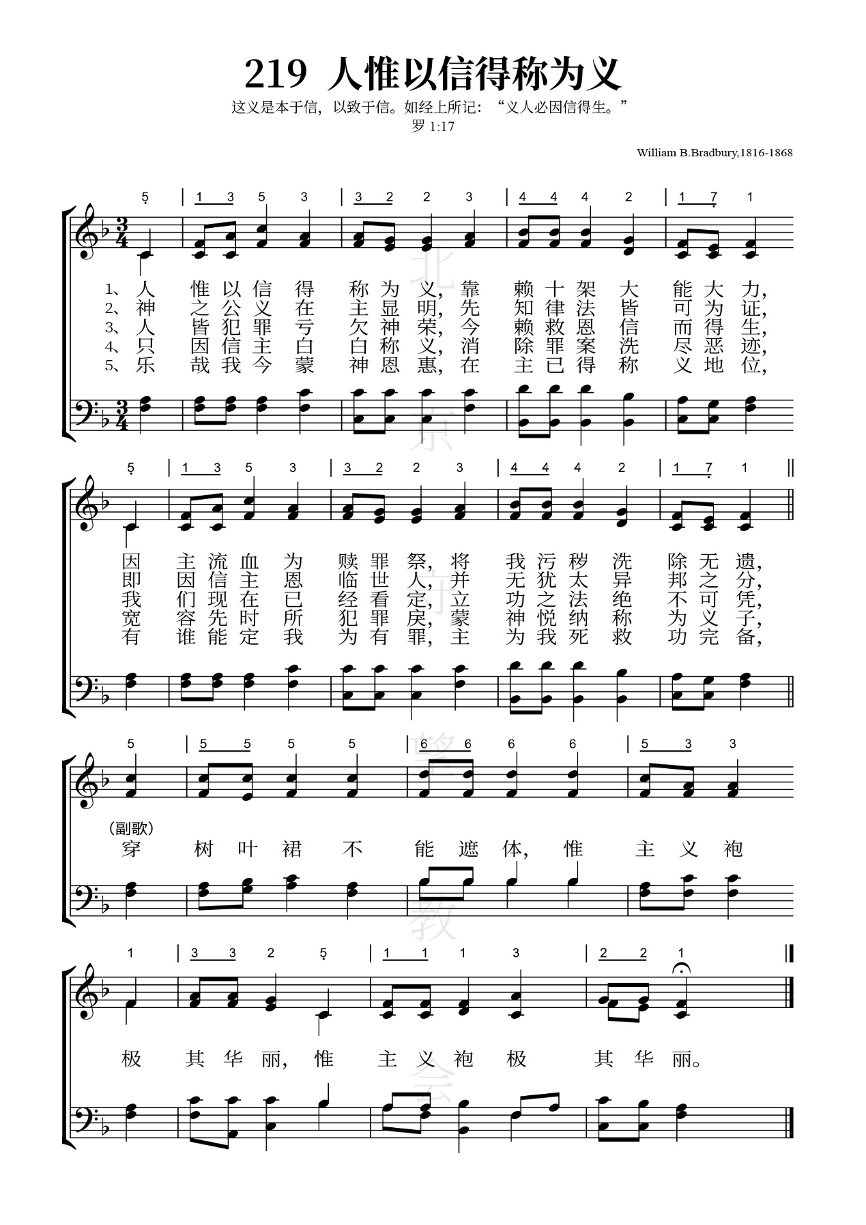 219 人惟以信得称为义
这义是本于信，以致于信。如经上所记：“义人必因信得生。”
罗 1:17
William B.Bradbury,1816-1868
5 1 3 5 3 3 2 2 3 4 4 4 2 1 7 1
1、人 惟 以 信 得 称 为 义，靠 赖 十 架 大 能 大 力，
2、神 之 公 义 在 主 显 明，先 知 律 法 皆 可 为 证，
3、人 皆 犯 罪 亏 欠 神 荣，今 赖 救 恩 信 而 得 生，
4、只 因 信 主 白 白 称 义，消 除 罪 案 洗 尽 恶 迹，
5、乐 哉 我 今 蒙 神 恩 惠，在 主 已 得 称 义 地 位，
5 1 3 5 3 3 2 2 3 4 4 4 2 1 7 1
因 主 流 血 为 赎 罪 祭，将 我 污 秽 洗 除 无 遗，
即 因 信 主 恩 临 世 人，并 无 犹 太 异 邦 之 分，
我 们 现 在 已 经 看 定，立 功 之 法 绝 不 可 凭，
宽 容 先 时 所 犯 罪 戾，蒙 神 悦 纳 称 为 义 子，
有 谁 能 定 我 为 有 罪，主 为 我 死 救 功 完 备，
5 5 5 5 5 6 6 6 6 5 3 3
（副歌）
穿 树 叶 裙 不 能 遮 体，惟 主 义 袍
1 3 3 2 5 1 1 1 3 2 2 1
极 其 华 丽，惟 主 义 袍 极 其 华 丽。
北京守望教会